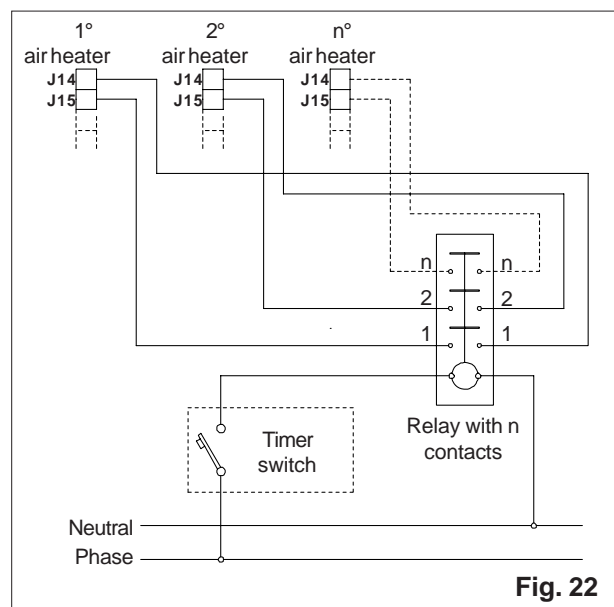 1° 2° n°
air heater air heater air heater
J14 J14 J14
J15 J15 J15
n n
2 2
1 1
Relay with n
contacts
Timer
switch
Neutral
Phase
Fig. 22